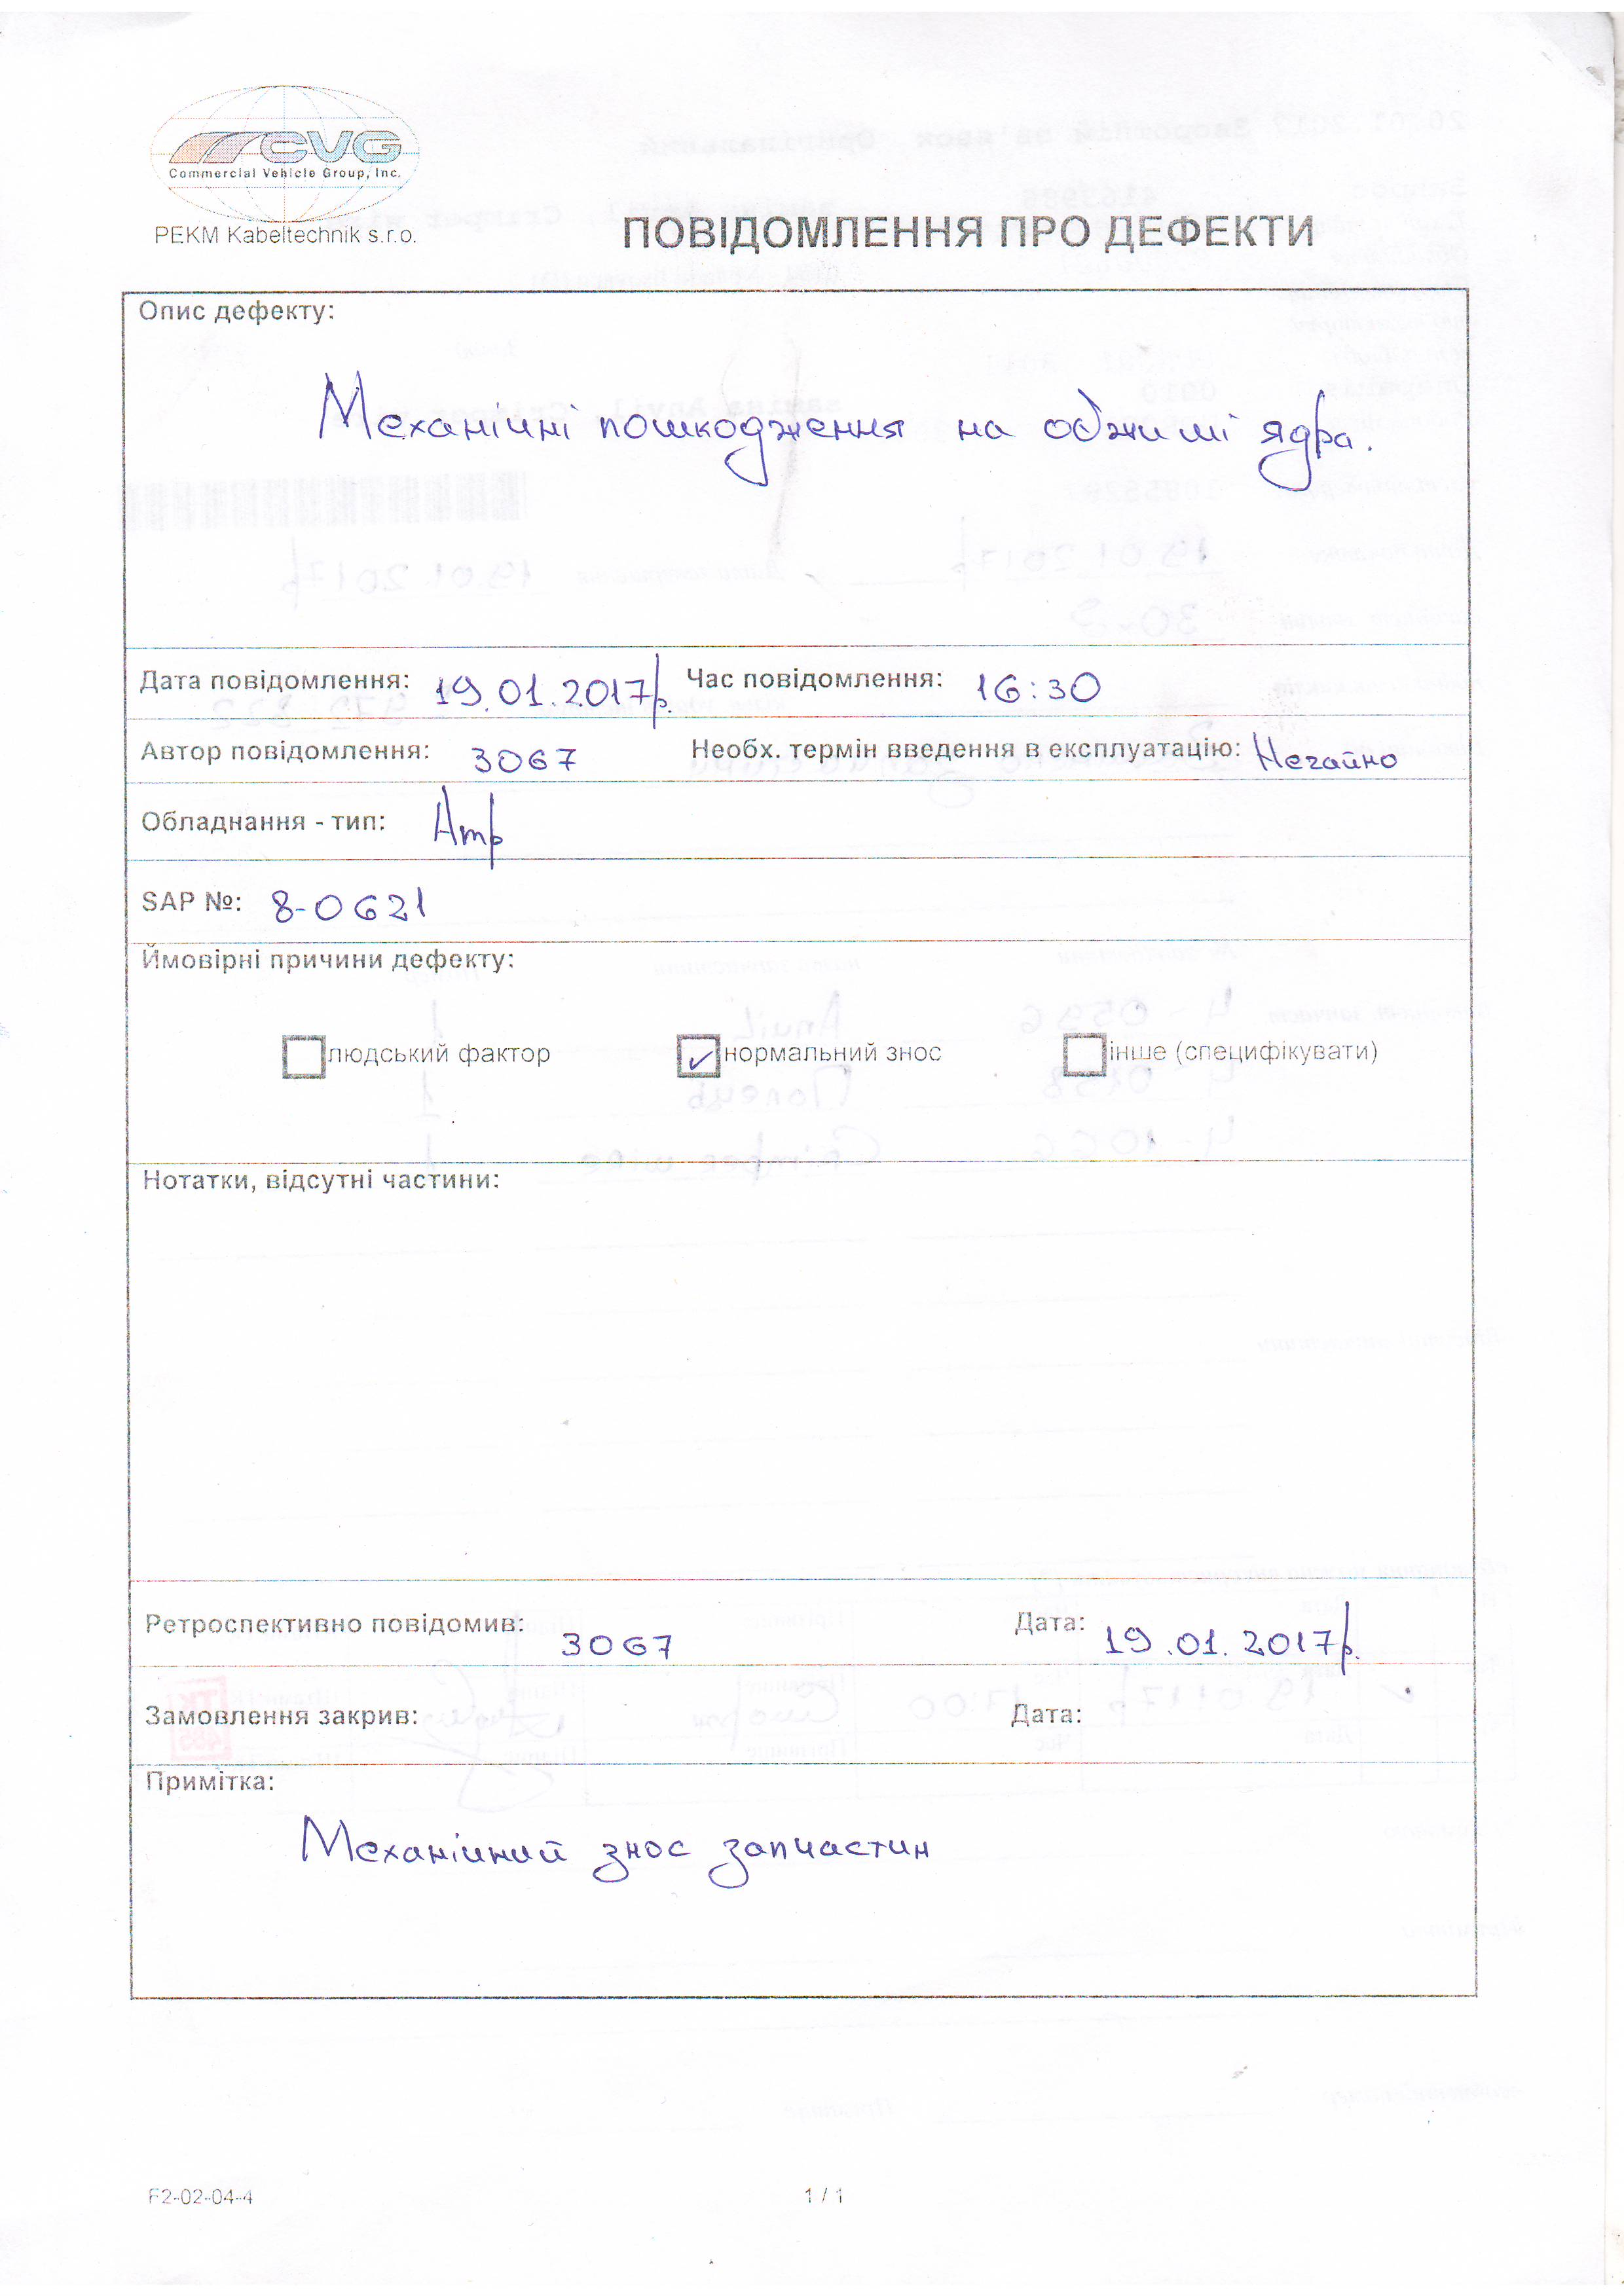 CVG
Commercial Vehicle Group, Inc.
PEKM Kabeltechnik s.r.o.
ПОВІДОМЛЕННЯ ПРО ДЕФЕКТИ
Опис дефекту:
Механічні пошкодження на обжимі ядра.
Дата повідомлення: 19.01.2017р. Час повідомлення: 16:30
Автор повідомлення: 3067 Необх. термін введення в експлуатацію: Негайно
Обладнання - тип: Amp
SAP №: 8-0621
Ймовірні причини дефекту:
людський фактор нормальний знос інше (специфікувати)
Нотатки, відсутні частини:
Ретроспективно повідомив: 3067 Дата: 19.01.2017р.
Замовлення закрив: Дата:
Примітка:
Механічний знос запчастин
F2-02-04-4 1 / 1